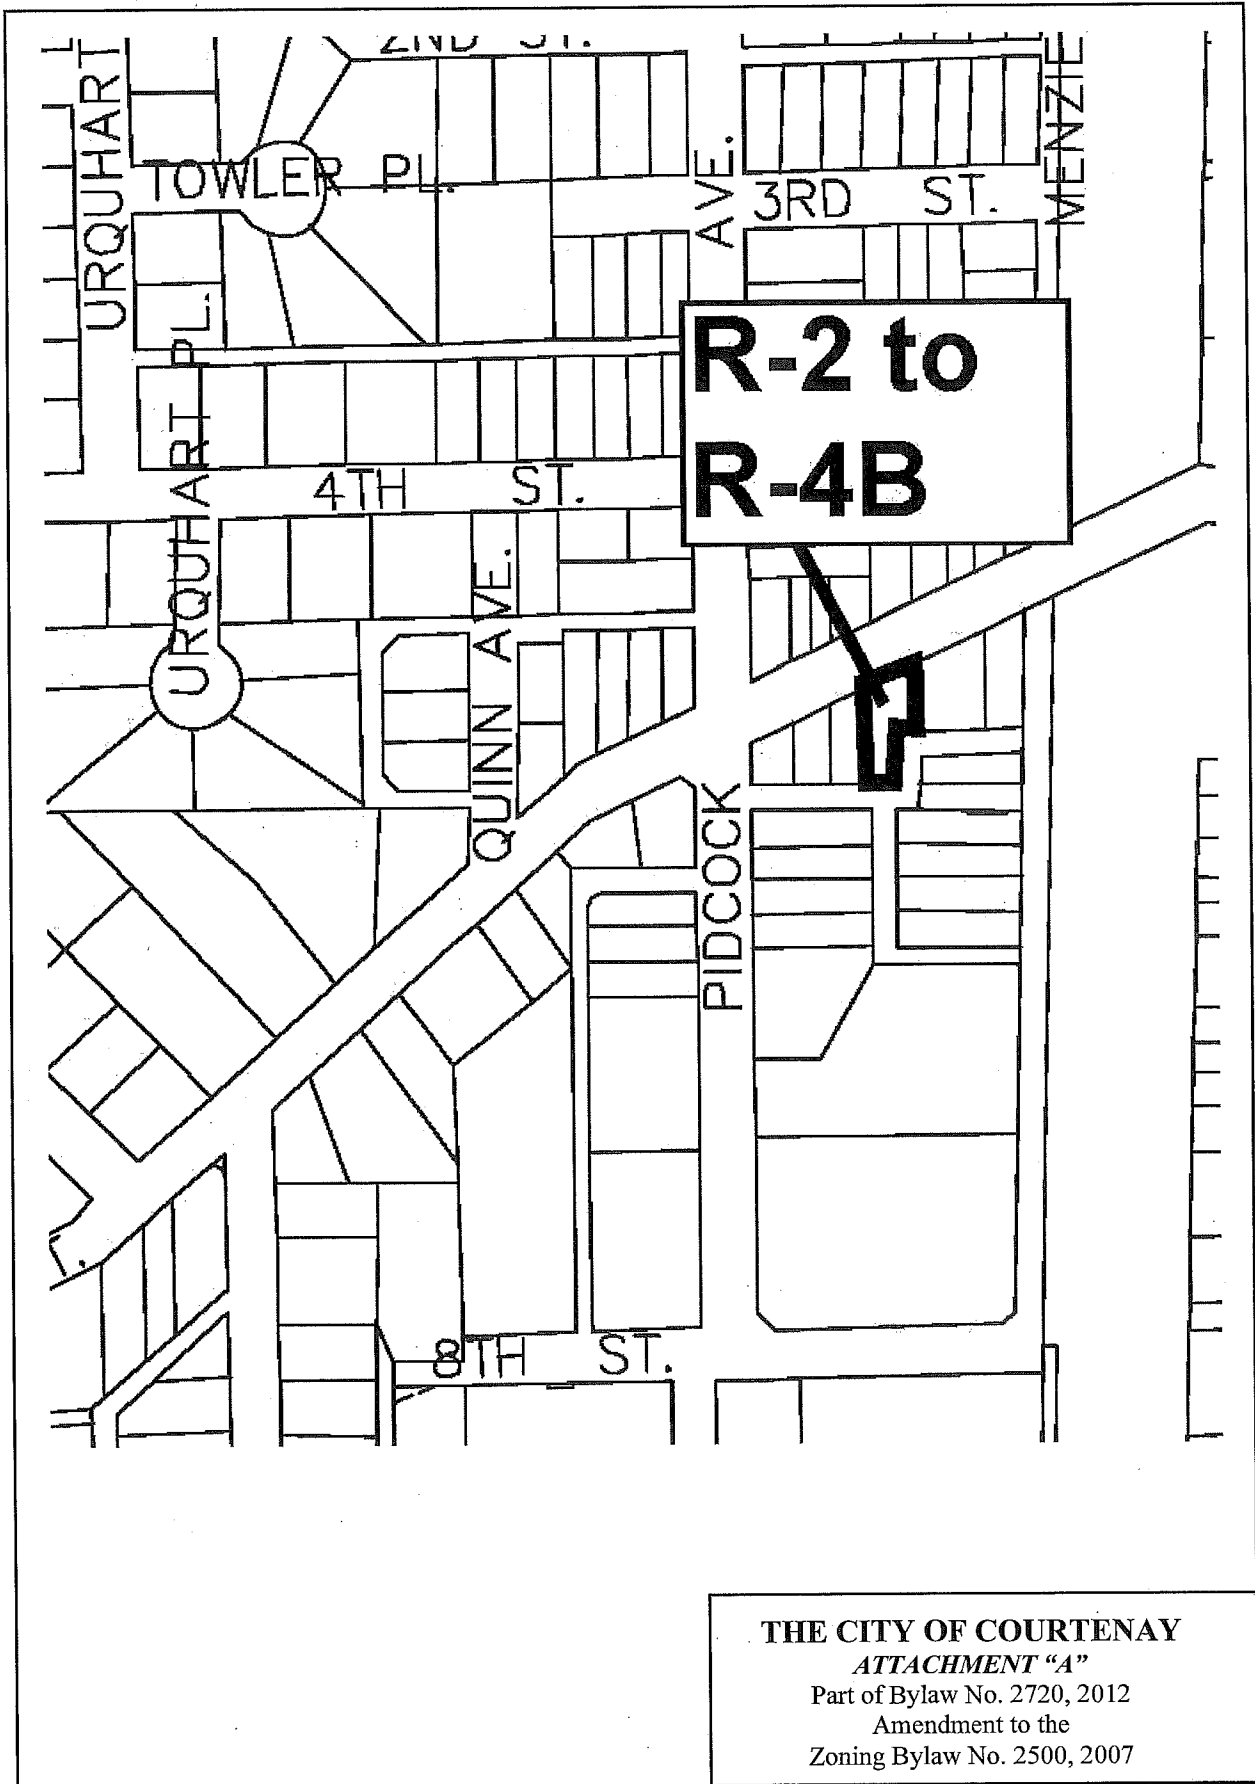 2ND ST.
URQUHART
TOWLER PL.
AVE.
3RD ST.
MENZIE
R-2 to
R-4B
URQUHART PL.
4TH ST.
QUINN AVE.
PIDCOCK
T.
8TH ST.
THE CITY OF COURTENAY
ATTACHMENT “A”
Part of Bylaw No. 2720, 2012
Amendment to the
Zoning Bylaw No. 2500, 2007